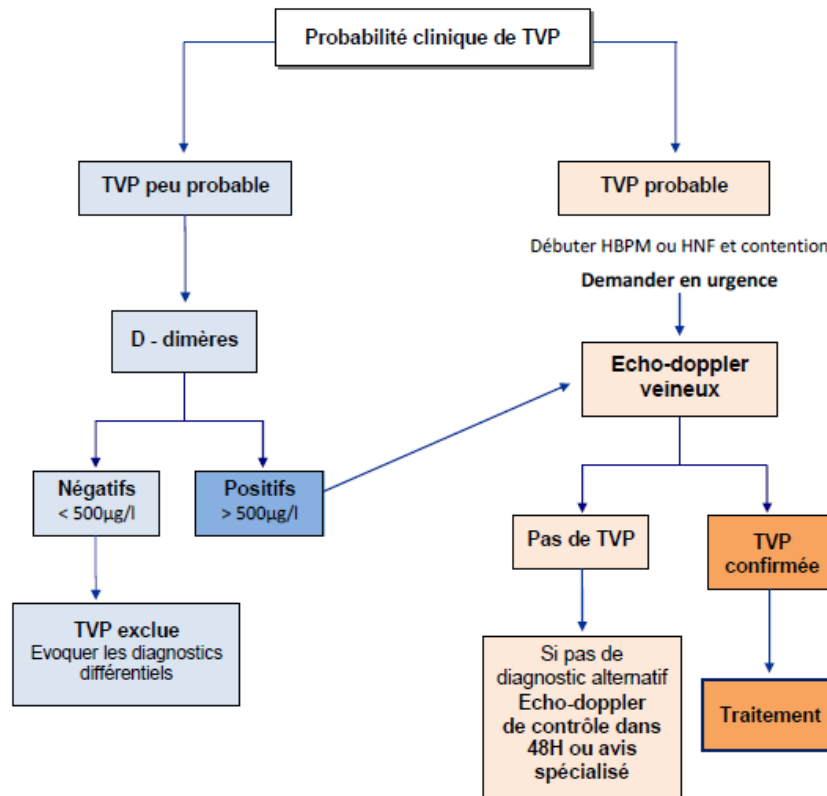 Probabilité clinique de TVP
TVP peu probable
TVP probable
Débuter HBPM ou HNF et contention
Demander en urgence
D - dimères
Echo-doppler
veineux
Négatifs
< 500µg/l
Positifs
> 500µg/l
Pas de TVP
TVP
confirmée
TVP exclue
Evoquer les diagnostics
différentiels
Si pas de
diagnostic alternatif
Echo-doppler
de contrôle dans
48H ou avis
spécialisé
Traitement